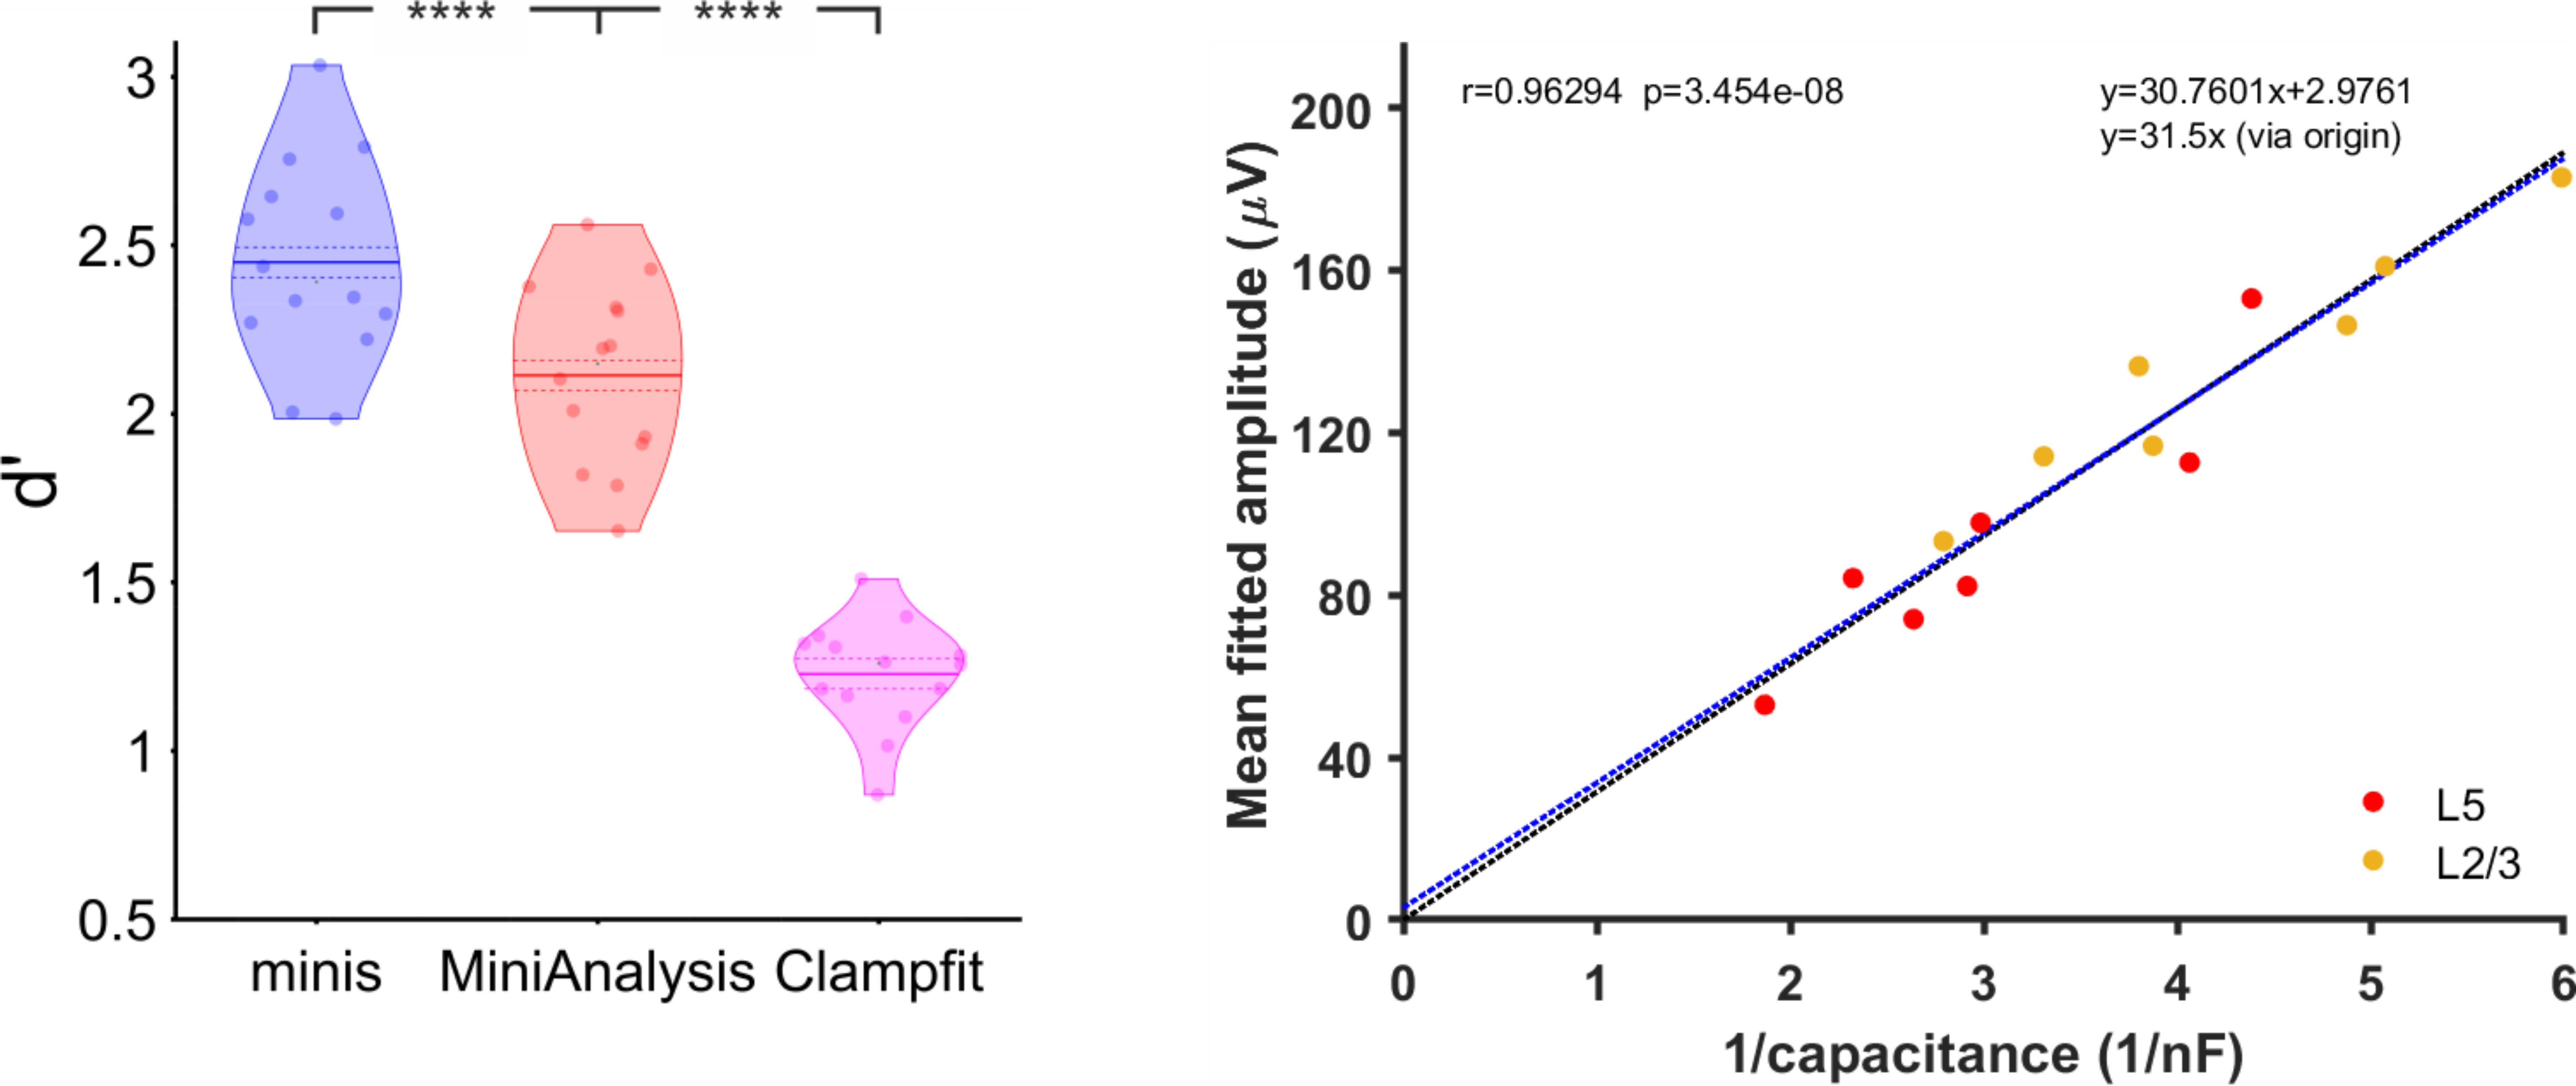 **** ****
3
2.5
2
1.5
1
0.5
d'
minis MiniAnalysis Clampfit
r=0.96294 p=3.454e-08
y=30.7601x+2.9761
y=31.5x (via origin)
200
160
120
80
40
0
Mean fitted amplitude (μV)
L5
L2/3
0 1 2 3 4 5 6
1/capacitance (1/nF)